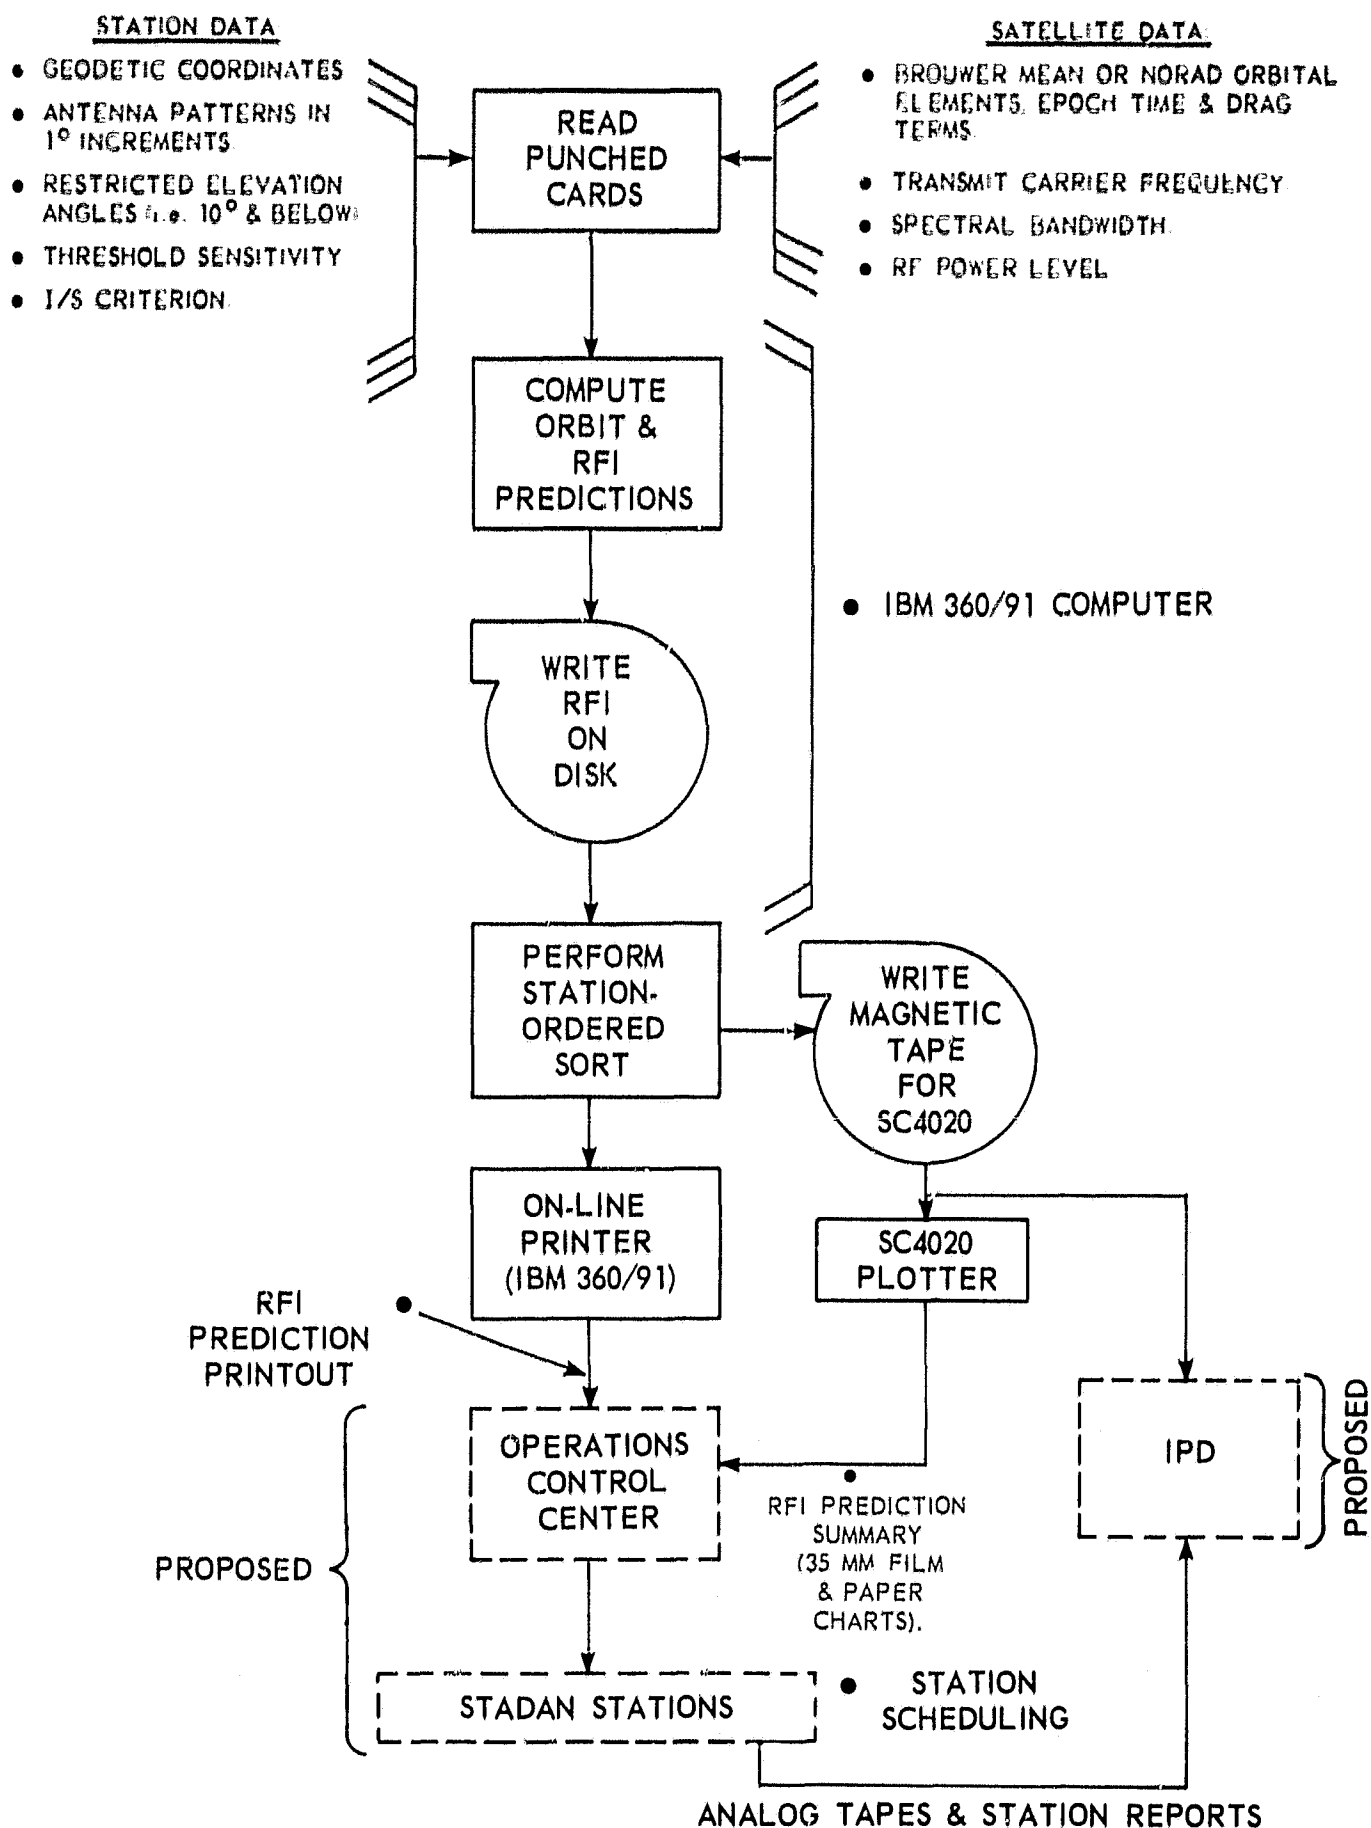 STATION DATA
• GEODETIC COORDINATES
• ANTENNA PATTERNS IN
1° INCREMENTS
• RESTRICTED ELEVATION
ANGLES (i.e. 10° & BELOW)
• THRESHOLD SENSITIVITY
• I/S CRITERION
SATELLITE DATA:
• BROUWER MEAN OR NORAD ORBITAL
ELEMENTS, EPOCH TIME & DRAG
TERMS.
• TRANSMIT CARRIER FREQUENCY
• SPECTRAL BANDWIDTH
• RF POWER LEVEL
READ
PUNCHED
CARDS
COMPUTE
ORBIT &
RFI
PREDICTIONS
• IBM 360/91 COMPUTER
WRITE
RFI
ON
DISK
PERFORM
STATION-
ORDERED
SORT
WRITE
MAGNETIC
TAPE
FOR
SC4020
ON-LINE
PRINTER
(IBM 360/91)
SC4020
PLOTTER
RFI •
PREDICTION
PRINTOUT
OPERATIONS
CONTROL
CENTER
IPD
PROPOSED
• RFI PREDICTION
SUMMARY
(35 MM FILM
& PAPER
CHARTS).
PROPOSED
STADAN STATIONS
• STATION
SCHEDULING
ANALOG TAPES & STATION REPORTS